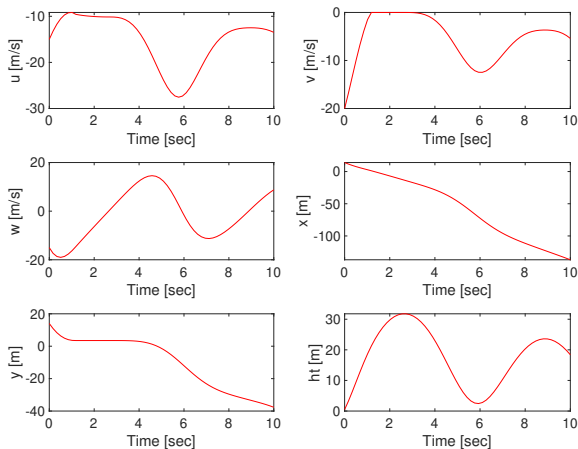 -10
-20
-30
u [m/s]
0 2 4 6 8 10
Time [sec]
0
-10
-20
v [m/s]
0 2 4 6 8 10
Time [sec]
20
0
-20
w [m/s]
0 2 4 6 8 10
Time [sec]
0
-50
-100
x [m]
0 2 4 6 8 10
Time [sec]
20
0
-20
-40
y [m]
0 2 4 6 8 10
Time [sec]
30
20
10
0
ht [m]
0 2 4 6 8 10
Time [sec]